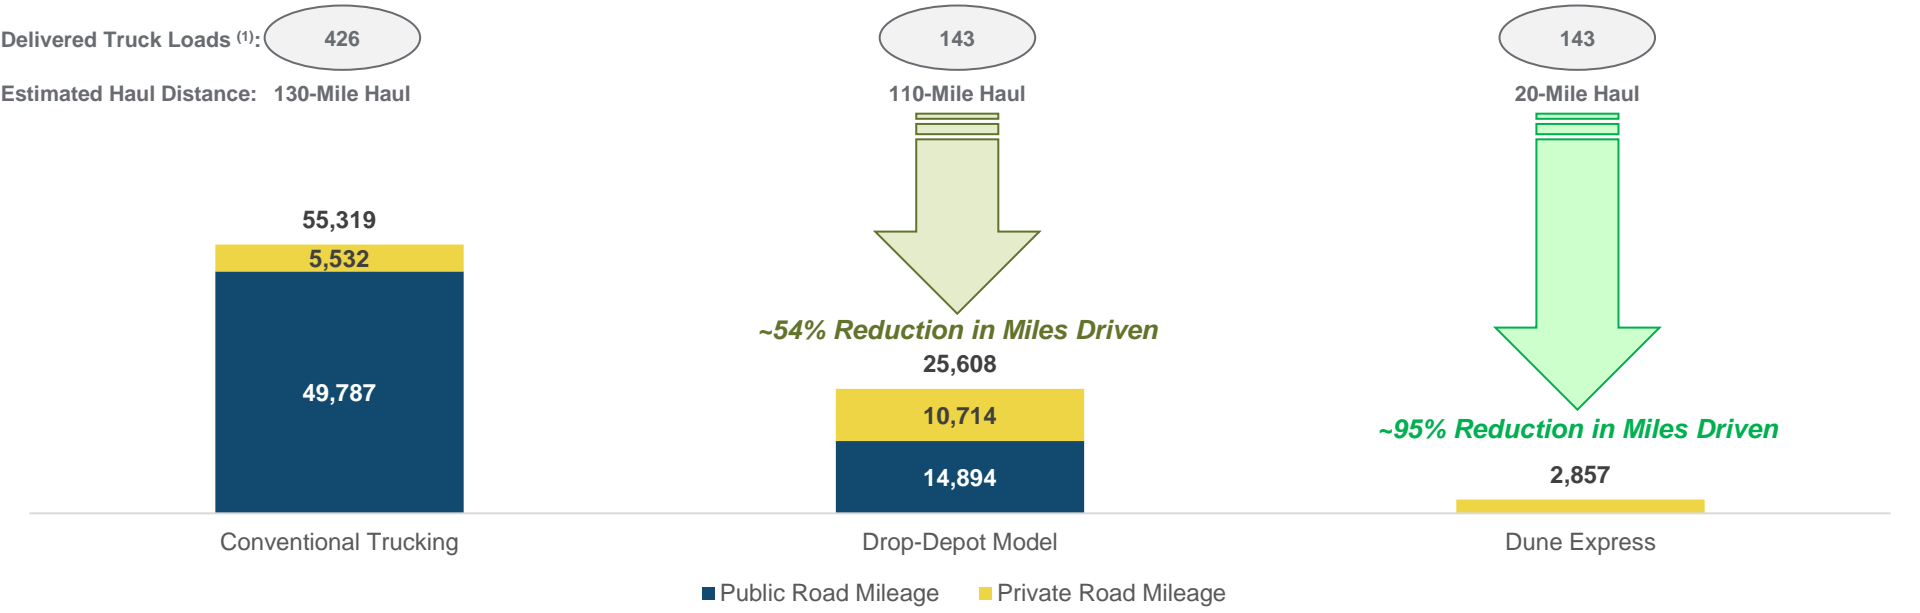 Delivered Truck Loads (1): 426 143 143
Estimated Haul Distance: 130-Mile Haul 110-Mile Haul 20-Mile Haul
55,319
5,532
49,787
~54% Reduction in Miles Driven
25,608
10,714
14,894
~95% Reduction in Miles Driven
2,857
Conventional Trucking Drop-Depot Model Dune Express
Public Road Mileage Private Road Mileage